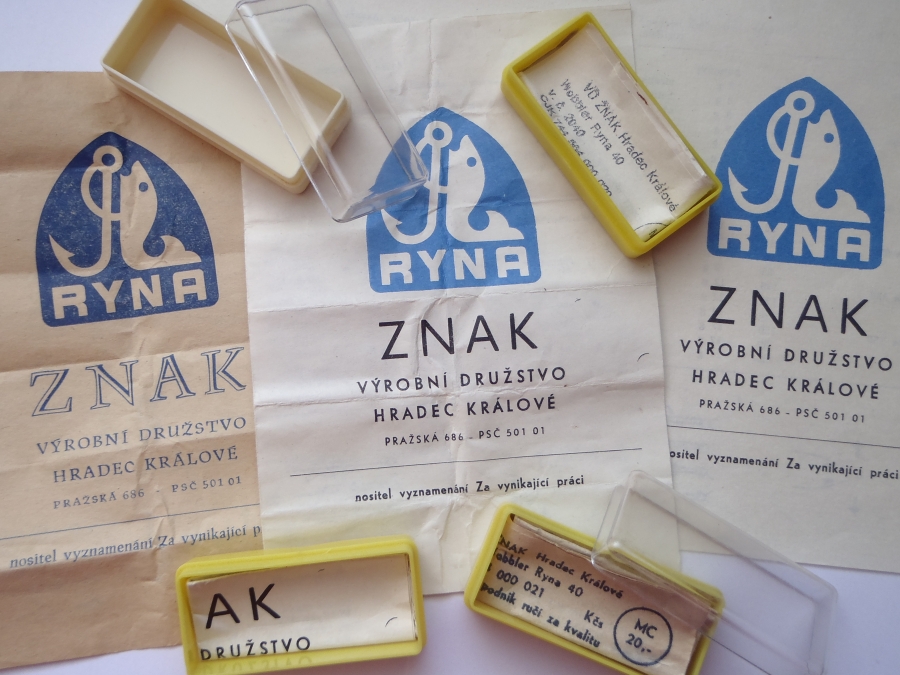 RYNA
ZNAK
VÝROBNÍ DRUŽSTVO
HRADEC KRÁLOVÉ
PRAŽSKÁ 686 - PSČ 501 01
nositel vyznamenání Za vynikající p
RYNA
ZNAK
VÝROBNÍ DRUŽSTVO
HRADEC KRÁLOVÉ
PRAŽSKÁ 686 - PSČ 501 01
nositel vyznamenání Za vynikající práci
VD ZNAK Hradec Králové
Wobbler Ryna 40
v. č. 2040
RYNA
ZNAK
VÝROBNÍ DRUŽSTVO
HRADEC KRÁLOVÉ
PRAŽSKÁ 686 - PSČ 501 01
nositel vyznamenání Za vynikající práci
AK
DRUŽSTVO
NAK Hradec Králové
Wobbler Ryna 40
000 021 Kčs
Podnik ručí za kvalitu
MC
20,-